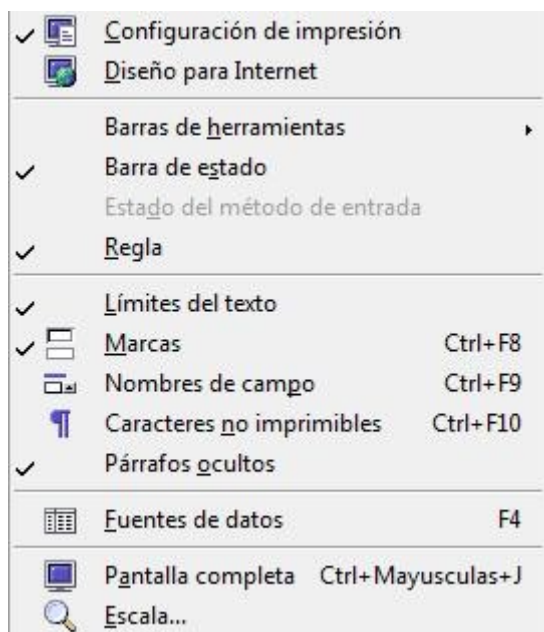 Configuración de impresión
Diseño para Internet
Barras de herramientas
Barra de estado
Estado del método de entrada
Regla
Límites del texto
Marcas Ctrl+F8
Nombres de campo Ctrl+F9
Caracteres no imprimibles Ctrl+F10
Párrafos ocultos
Fuentes de datos F4
Pantalla completa Ctrl+Mayusculas+J
Escala...